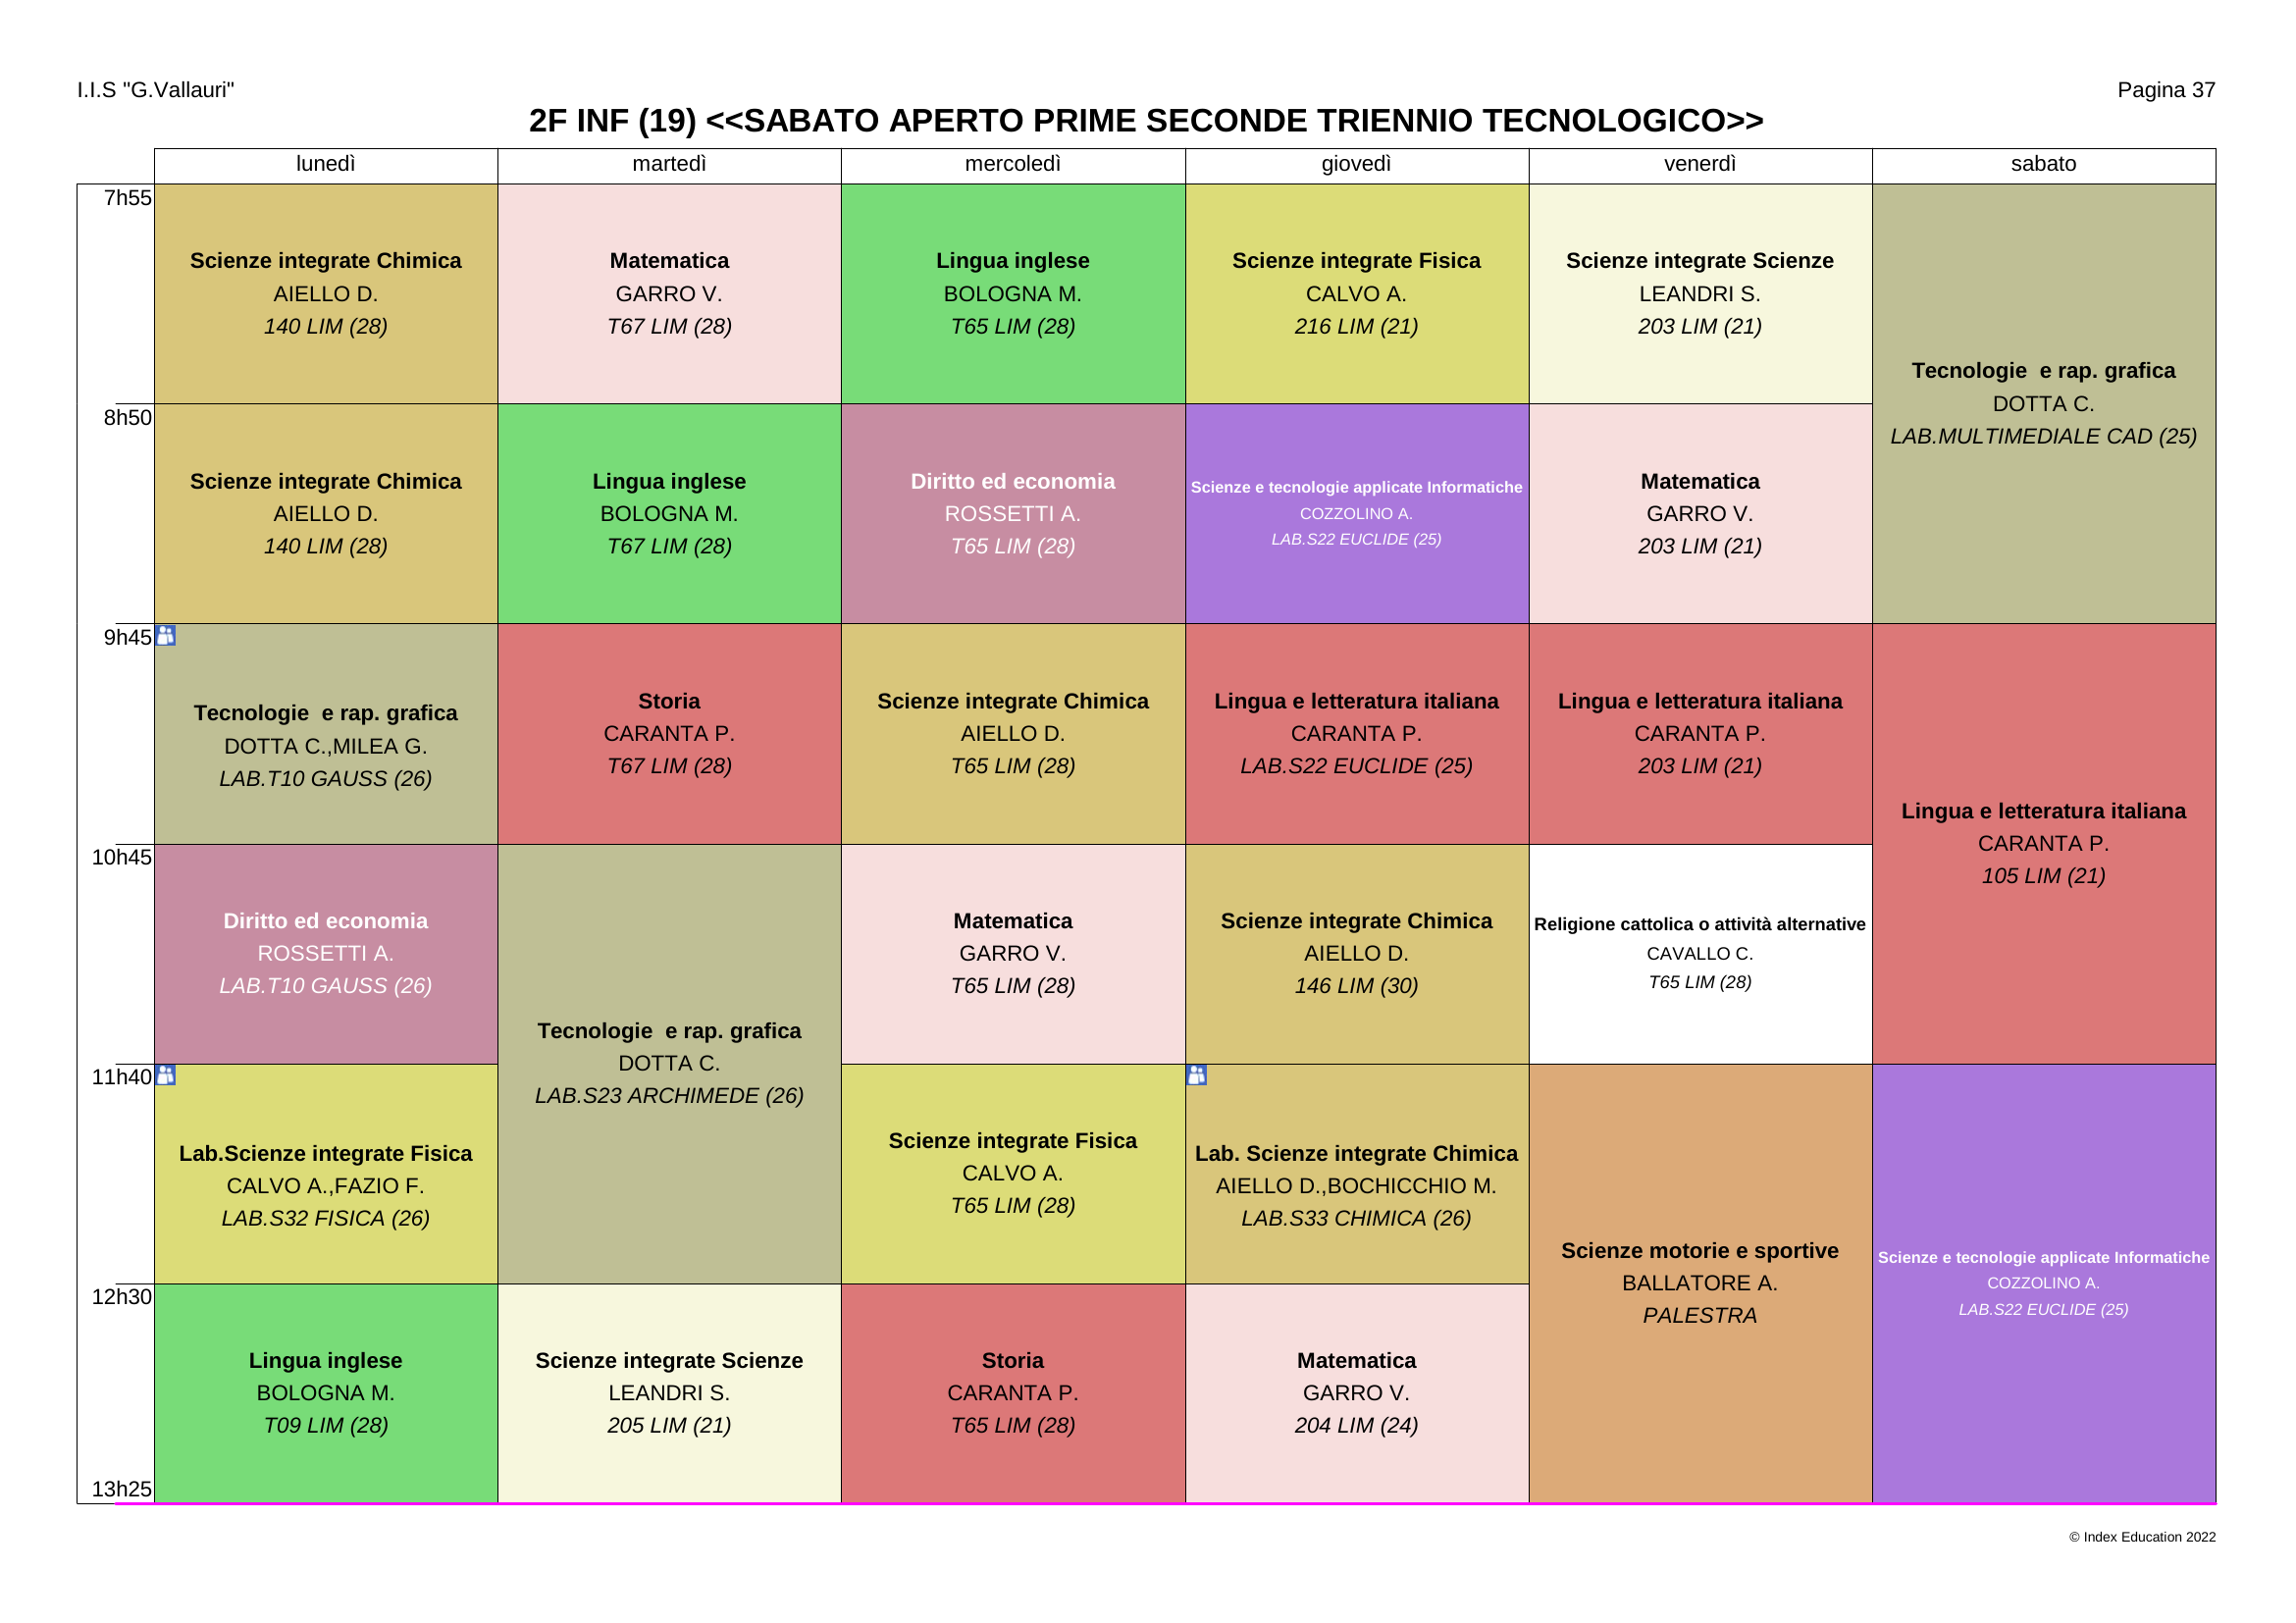 I.I.S "G.Vallauri"
Pagina 37
2F INF (19) <<SABATO APERTO PRIME SECONDE TRIENNIO TECNOLOGICO>>
lunedì
martedì
mercoledì
giovedì
venerdì
sabato
7h55
Scienze integrate Chimica
AIELLO D.
140 LIM (28)
Matematica
GARRO V.
T67 LIM (28)
Lingua inglese
BOLOGNA M.
T65 LIM (28)
Scienze integrate Fisica
CALVO A.
216 LIM (21)
Scienze integrate Scienze
LEANDRI S.
203 LIM (21)
Tecnologie  e rap. grafica
DOTTA C.
LAB.MULTIMEDIALE CAD (25)
8h50
Scienze integrate Chimica
AIELLO D.
140 LIM (28)
Lingua inglese
BOLOGNA M.
T67 LIM (28)
Diritto ed economia
ROSSETTI A.
T65 LIM (28)
Scienze e tecnologie applicate Informatiche
COZZOLINO A.
LAB.S22 EUCLIDE (25)
Matematica
GARRO V.
203 LIM (21)
9h45
Tecnologie  e rap. grafica
DOTTA C.,MILEA G.
LAB.T10 GAUSS (26)
Storia
CARANTA P.
T67 LIM (28)
Scienze integrate Chimica
AIELLO D.
T65 LIM (28)
Lingua e letteratura italiana
CARANTA P.
LAB.S22 EUCLIDE (25)
Lingua e letteratura italiana
CARANTA P.
203 LIM (21)
Lingua e letteratura italiana
CARANTA P.
105 LIM (21)
10h45
Diritto ed economia
ROSSETTI A.
LAB.T10 GAUSS (26)
Tecnologie  e rap. grafica
DOTTA C.
LAB.S23 ARCHIMEDE (26)
Matematica
GARRO V.
T65 LIM (28)
Scienze integrate Chimica
AIELLO D.
146 LIM (30)
Religione cattolica o attività alternative
CAVALLO C.
T65 LIM (28)
11h40
Lab.Scienze integrate Fisica
CALVO A.,FAZIO F.
LAB.S32 FISICA (26)
Scienze integrate Fisica
CALVO A.
T65 LIM (28)
Lab. Scienze integrate Chimica
AIELLO D.,BOCHICCHIO M.
LAB.S33 CHIMICA (26)
Scienze motorie e sportive
BALLATORE A.
PALESTRA
Scienze e tecnologie applicate Informatiche
COZZOLINO A.
LAB.S22 EUCLIDE (25)
12h30
Lingua inglese
BOLOGNA M.
T09 LIM (28)
Scienze integrate Scienze
LEANDRI S.
205 LIM (21)
Storia
CARANTA P.
T65 LIM (28)
Matematica
GARRO V.
204 LIM (24)
13h25
© Index Education 2022